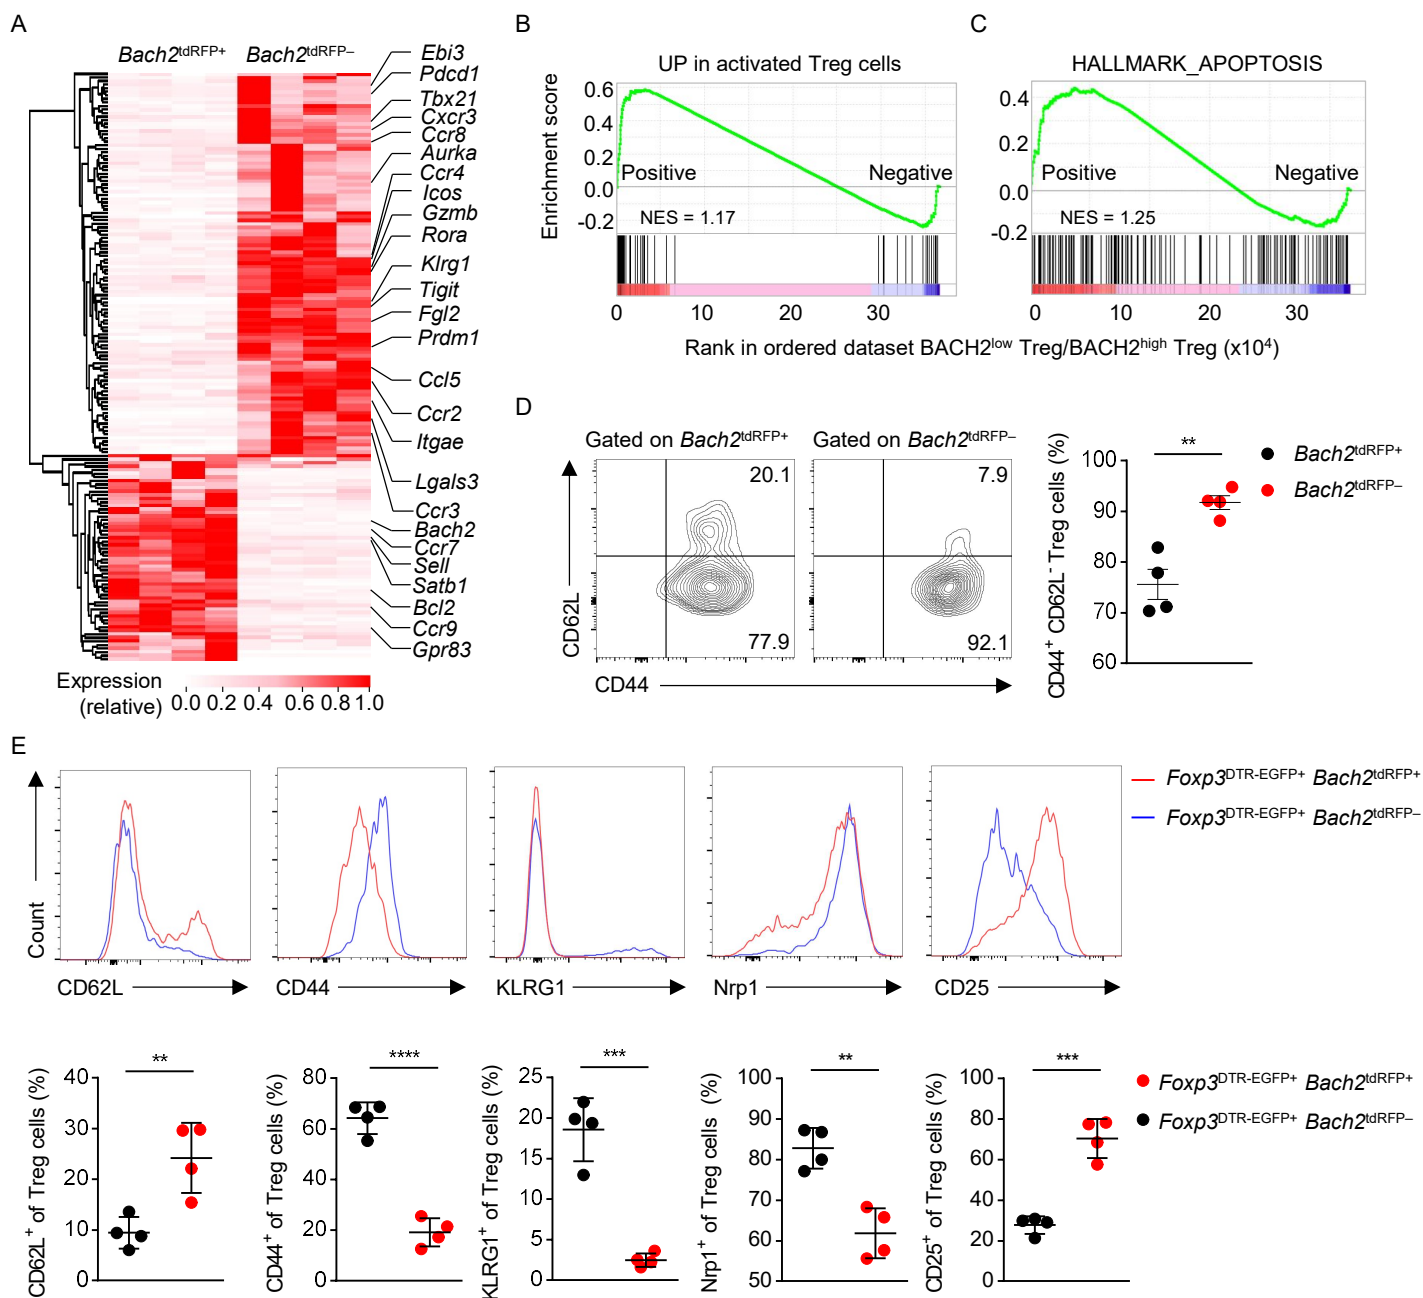 A
Bach2tdRFP+ Bach2tdRFP–
Ebi3
Pdcd1
Tbx21
Cxcr3
Ccr8
Aurka
Ccr4
Icos
Gzmb
Rora
Klrg1
Tigit
Fgl2
Prdm1
Ccl5
Ccr2
Itgae
Lgals3
Ccr3
Bach2
Ccr7
Sell
Satb1
Bcl2
Ccr9
Gpr83
Expression
(relative)
0.0 0.2 0.4 0.6 0.8 1.0
B
UP in activated Treg cells
Enrichment score
0.6
0.4
0.2
0.0
-0.2
Positive
Negative
NES = 1.17
0 10 20 30
C
HALLMARK_APOPTOSIS
0.4
0.2
0.0
-0.2
Positive
Negative
NES = 1.25
0 10 20 30
Rank in ordered dataset BACH2low Treg/BACH2high Treg (x10⁴)
D
Gated on Bach2tdRFP+
Gated on Bach2tdRFP–
20.1
77.9
7.9
92.1
CD62L
CD44
CD44⁺ CD62L⁻ Treg cells (%)
100
90
80
70
60
**
Bach2tdRFP+
Bach2tdRFP–
E
Count
CD62L
CD44
KLRG1
Nrp1
CD25
Foxp3DTR-EGFP+ Bach2tdRFP+
Foxp3DTR-EGFP+ Bach2tdRFP–
CD62L⁺ of Treg cells (%)
40
30
20
10
0
**
CD44⁺ of Treg cells (%)
80
60
40
20
0
****
KLRG1⁺ of Treg cells (%)
25
20
15
10
5
0
***
Nrp1⁺ of Treg cells (%)
100
90
80
70
60
50
**
CD25⁺ of Treg cells (%)
100
80
60
40
20
0
***
Foxp3DTR-EGFP+ Bach2tdRFP+
Foxp3DTR-EGFP+ Bach2tdRFP–